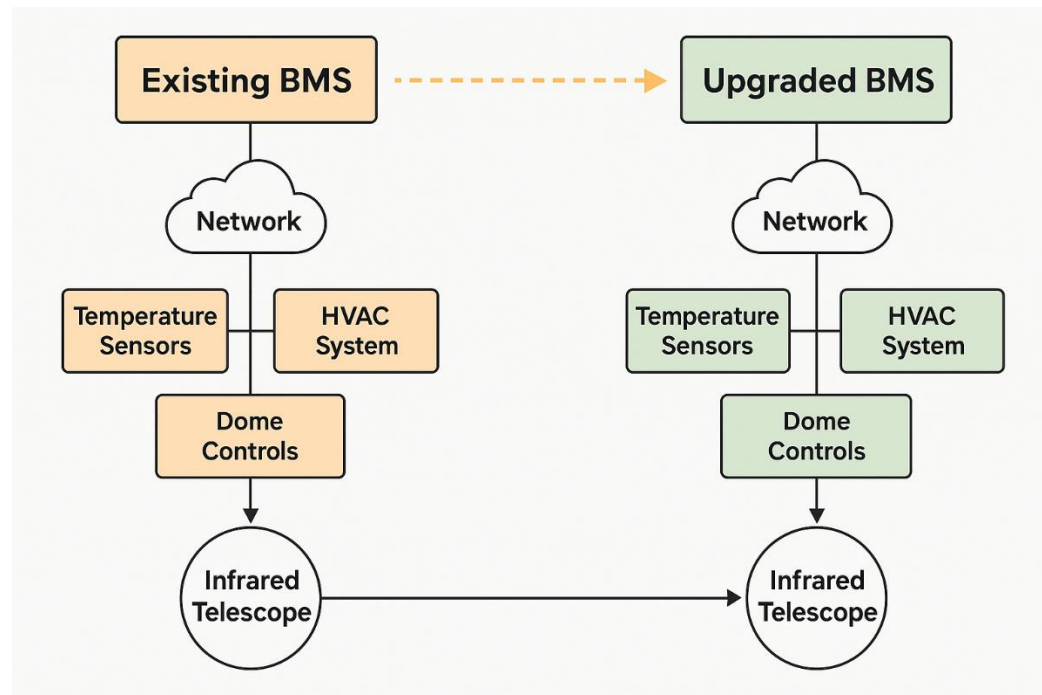 Existing BMS
Upgraded BMS
Network
Network
Temperature
Sensors
HVAC
System
Temperature
Sensors
HVAC
System
Dome
Controls
Dome
Controls
Infrared
Telescope
Infrared
Telescope